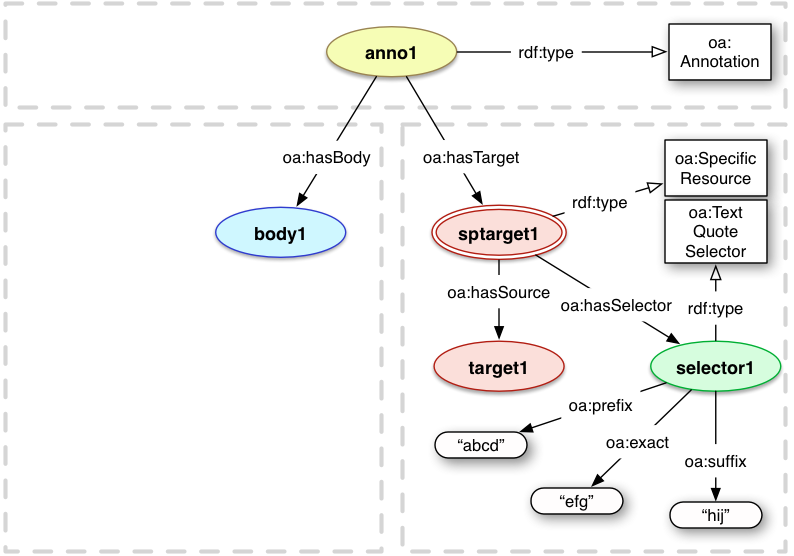 anno1
rdf:type
oa:
Annotation
oa:hasBody
oa:hasTarget
oa:Specific
Resource
rdf:type
oa:Text
Quote
Selector
body1
sptarget1
oa:hasSource
oa:hasSelector
rdf:type
target1
selector1
oa:prefix
“abcd”
oa:exact
oa:suffix
“efg”
“hij”